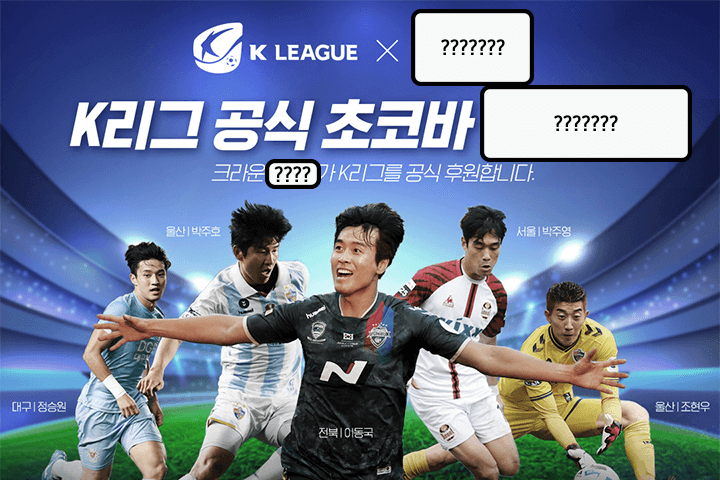 K LEAGUE × ???????
K리그 공식 초코바 ???????
크라운 ????가 K리그를 공식 후원합니다.
울산 | 박주호
서울 | 박주영
대구 | 정승원
전북 | 이동국
울산 | 조현우